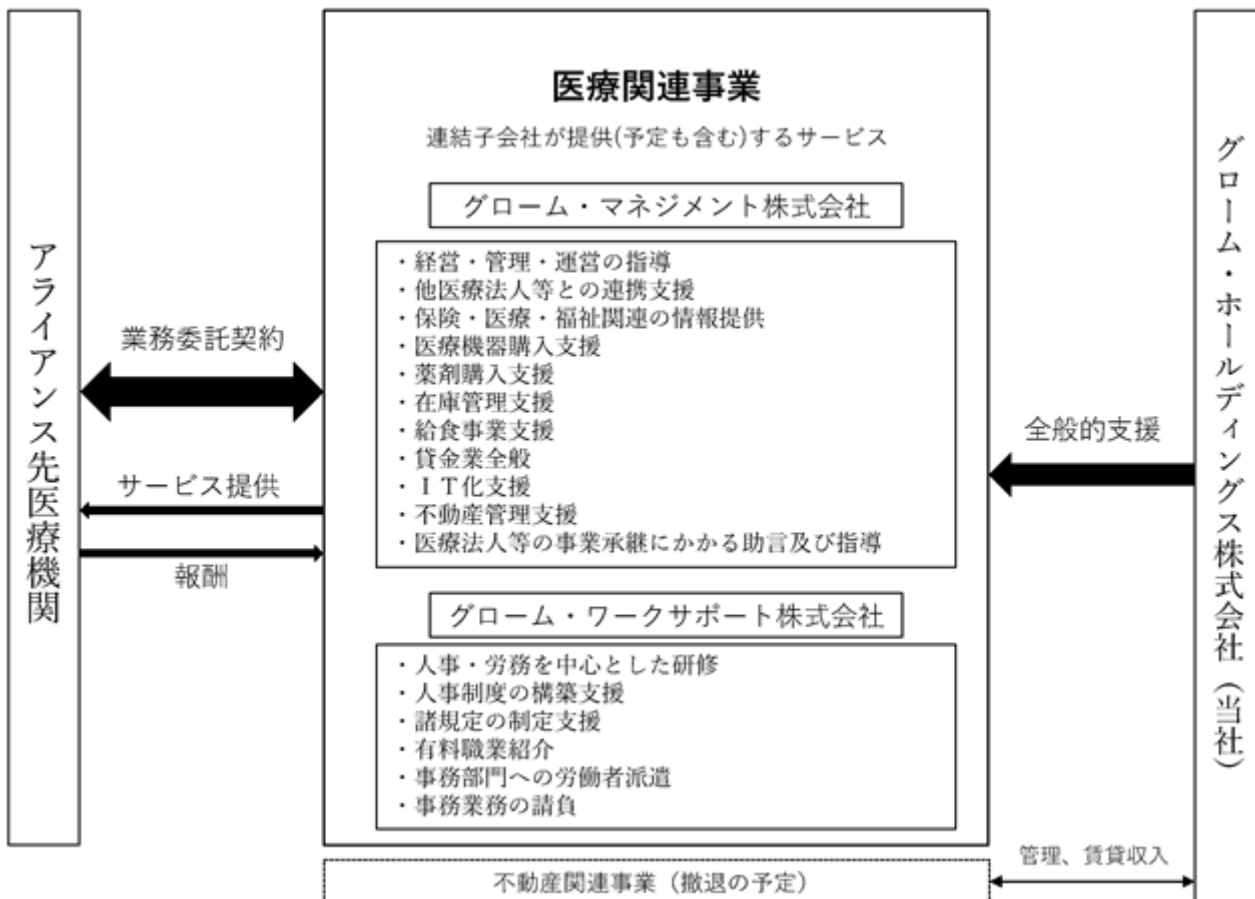 アライアンス先医療機関
業務委託契約
サービス提供
報酬
医療関連事業
連結子会社が提供(予定も含む)するサービス
グローム・マネジメント株式会社
・経営・管理・運営の指導
・他医療法人等との連携支援
・保険・医療・福祉関連の情報提供
・医療機器購入支援
・薬剤購入支援
・在庫管理支援
・給食事業支援
・貸金業全般
・ＩＴ化支援
・不動産管理支援
・医療法人等の事業承継にかかる助言及び指導
グローム・ワークサポート株式会社
・人事・労務を中心とした研修
・人事制度の構築支援
・諸規定の制定支援
・有料職業紹介
・事務部門への労働者派遣
・事務業務の請負
不動産関連事業（撤退の予定）
全般的支援
管理、賃貸収入
グローム・ホールディングス株式会社（当社）